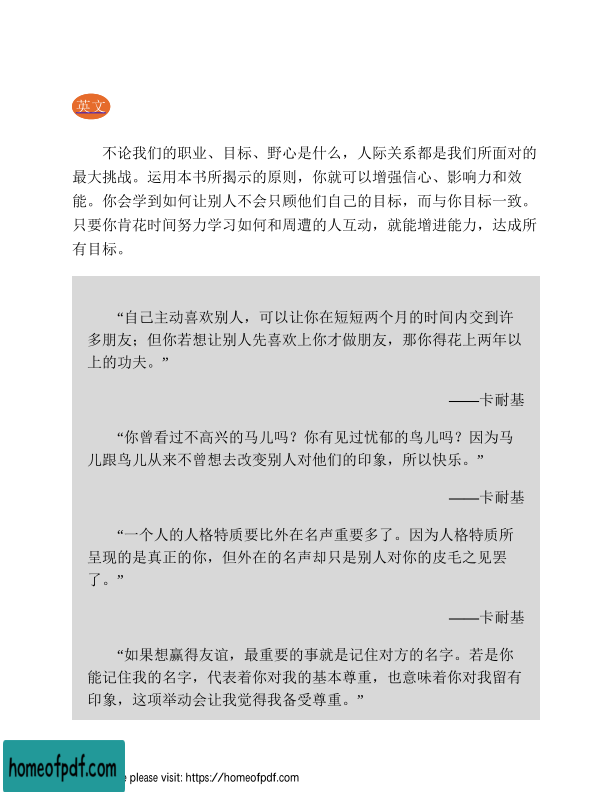 英文
不论我们的职业、目标、野心是什么，人际关系都是我们所面对的
最大挑战。运用本书所揭示的原则，你就可以增强信心、影响力和效
能。你会学到如何让别人不会只顾他们自己的目标，而与你目标一致。
只要你肯花时间努力学习如何和周遭的人互动，就能增进能力，达成所
有目标。
“自己主动喜欢别人，可以让你在短短两个月的时间内交到许
多朋友；但你若想让别人先喜欢上你才做朋友，那你得花上两年以
上的功夫。”
——卡耐基
“你曾看过不高兴的马儿吗？你有见过忧郁的鸟儿吗？因为马
儿跟鸟儿从来不曾想去改变别人对他们的印象，所以快乐。”
——卡耐基
“一个人的人格特质要比外在名声重要多了。因为人格特质所
呈现的是真正的你，但外在的名声却只是别人对你的皮毛之见罢
了。”
——卡耐基
“如果想赢得友谊，最重要的事就是记住对方的名字。若是你
能记住我的名字，代表着你对我的基本尊重，也意味着你对我留有
印象，这项举动会让我觉得我备受尊重。”
homeofpdf.com
e please visit: https://homeofpdf.com